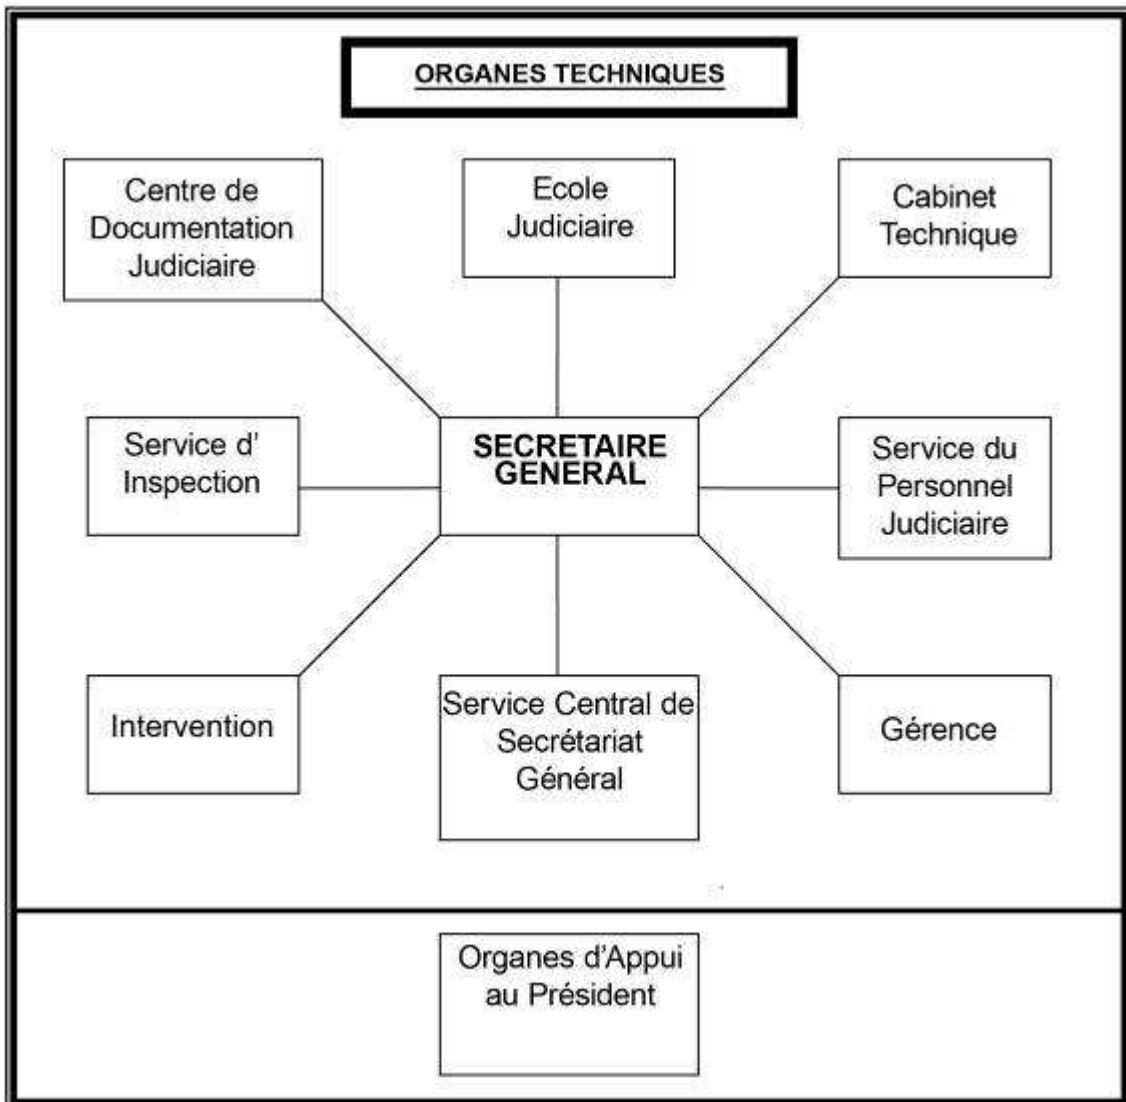 ORGANES TECHNIQUES
Centre de
Documentation
Judiciaire
Ecole
Judiciaire
Cabinet
Technique
Service d'
Inspection
SECRETAIRE
GENERAL
Service du
Personnel
Judiciaire
Intervention
Service Central de
Secrétariat
Général
Gérence
Organes d'Appui
au Président